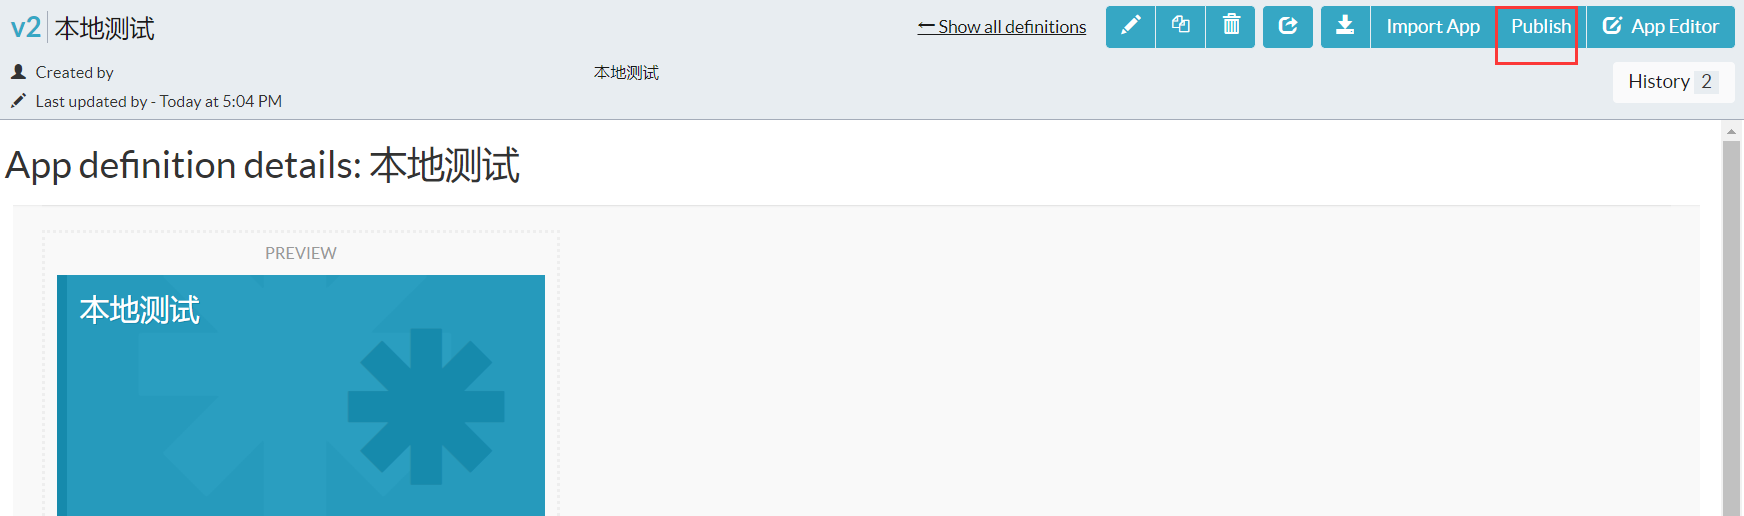 v2 本地测试
← Show all definitions
Import App
Publish
App Editor
Created by
本地测试
Last updated by - Today at 5:04 PM
History 2
App definition details: 本地测试
PREVIEW
本地测试